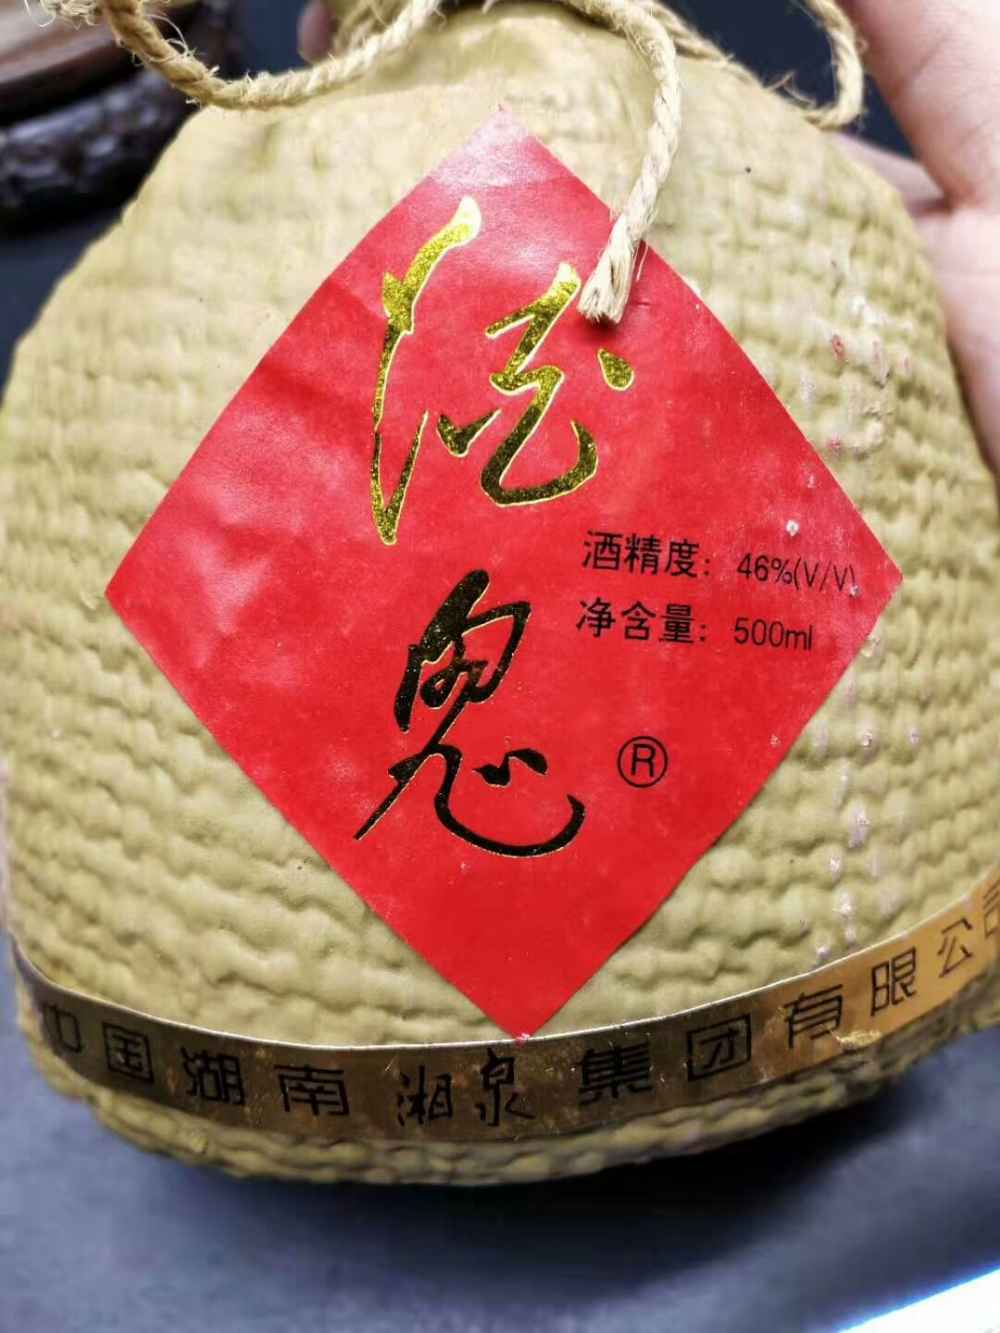 酒
鬼
酒精度：46%(V/V)
净含量：500ml
®
中国湖南湘泉集团有限公司